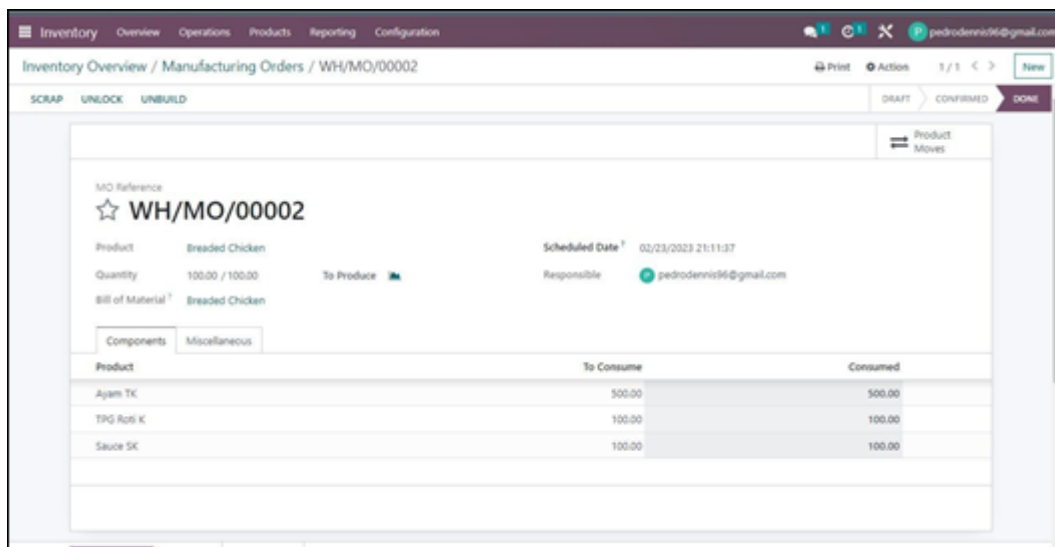 Inventory Overview Operations Products Reporting Configuration 1 1 P pedrodennis96@gmail.com
Inventory Overview / Manufacturing Orders / WH/MO/00002 Print Action 1 / 1 New
SCRAP UNLOCK UNBUILD DRAFT CONFIRMED DONE
Product
Moves
MO Reference
WH/MO/00002
Product Breaded Chicken Scheduled Date ? 02/23/2023 21:11:37
Quantity 100.00 / 100.00 To Produce Responsible P pedrodennis96@gmail.com
Bill of Material ? Breaded Chicken
Components Miscellaneous
Product To Consume Consumed
Ayam TK 500.00 500.00
TPG Roti K 100.00 100.00
Sauce SK 100.00 100.00